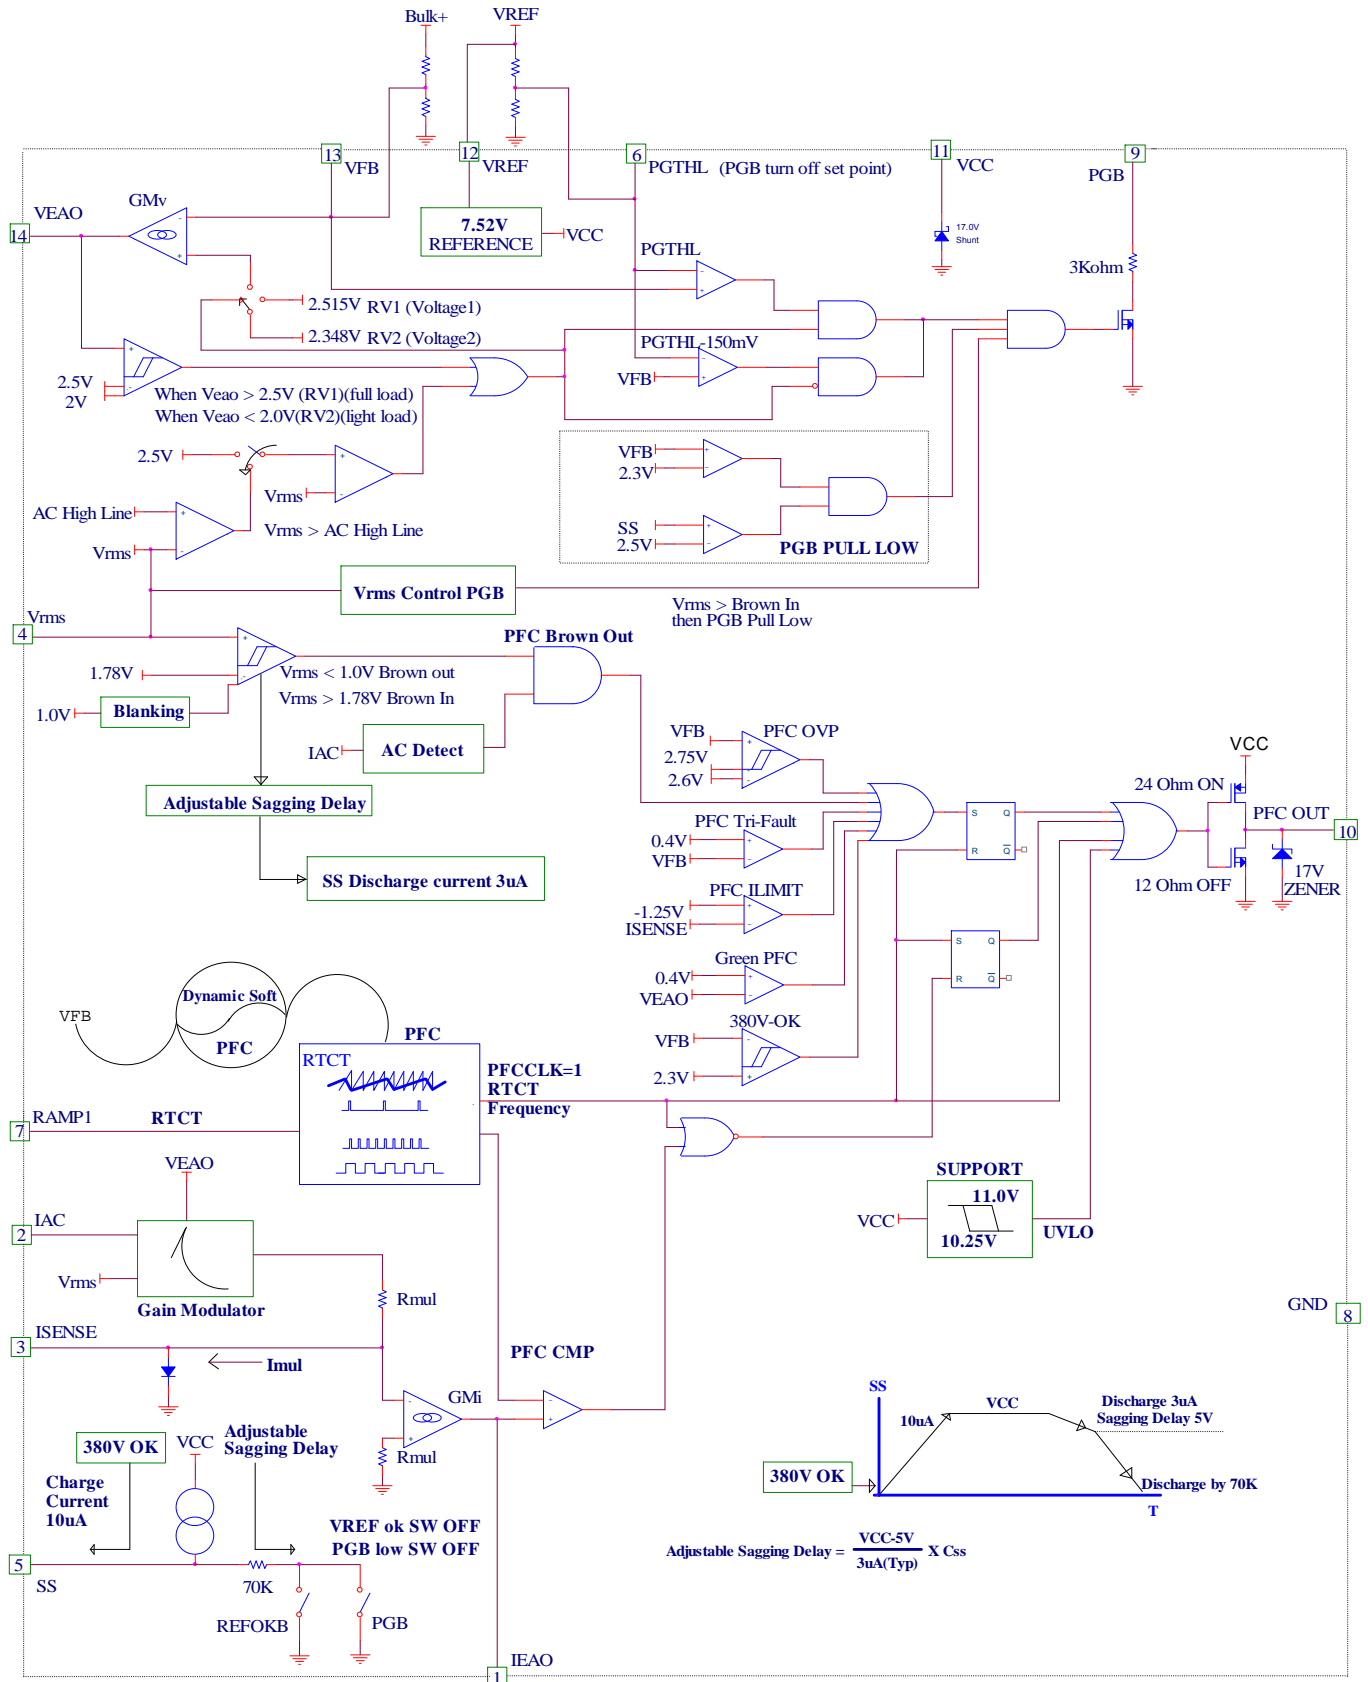 Bulk+
VREF
13
VFB
12
VREF
6
PGTHL (PGB turn off set point)
11
VCC
9
PGB
GMv
VEAO
14
7.52V
REFERENCE
VCC
17.0V
Shunt
PGTHL
3Kohm
2.515V RV1 (Voltage1)
2.348V RV2 (Voltage2)
PGTHL-150mV
VFB
2.5V
2V
When Veao > 2.5V (RV1)(full load)
When Veao < 2.0V(RV2)(light load)
2.5V
Vrms
VFB
2.3V
SS
2.5V
PGB PULL LOW
AC High Line
Vrms
Vrms > AC High Line
Vrms Control PGB
Vrms > Brown In
then PGB Pull Low
Vrms
4
PFC Brown Out
1.78V
Vrms < 1.0V Brown out
Vrms > 1.78V Brown In
1.0V
Blanking
IAC
AC Detect
VFB
PFC OVP
2.75V
2.6V
VCC
24 Ohm ON
PFC OUT
10
Adjustable Sagging Delay
PFC Tri-Fault
0.4V
VFB
S
Q
R
Q
12 Ohm OFF
17V
ZENER
SS Discharge current 3uA
PFC ILIMIT
-1.25V
ISENSE
S
Q
R
Q
Green PFC
0.4V
VEAO
Dynamic Soft
PFC
VFB
380V-OK
VFB
2.3V
PFC
RTCT
PFCCLK=1
RTCT
Frequency
RAMP1
7
RTCT
VEAO
SUPPORT
11.0V
10.25V
VCC
UVLO
IAC
2
Vrms
Gain Modulator
Rmul
GND
8
ISENSE
3
Imul
PFC CMP
GMi
Rmul
SS
10uA
VCC
Discharge 3uA
Sagging Delay 5V
380V OK
Discharge by 70K
T
380V OK
Adjustable
Sagging Delay
VCC
Charge
Current
10uA
VREF ok SW OFF
PGB low SW OFF
Adjustable Sagging Delay = VCC-5V / 3uA(Typ) X Css
5
SS
70K
REFOKB
PGB
IEAO
1